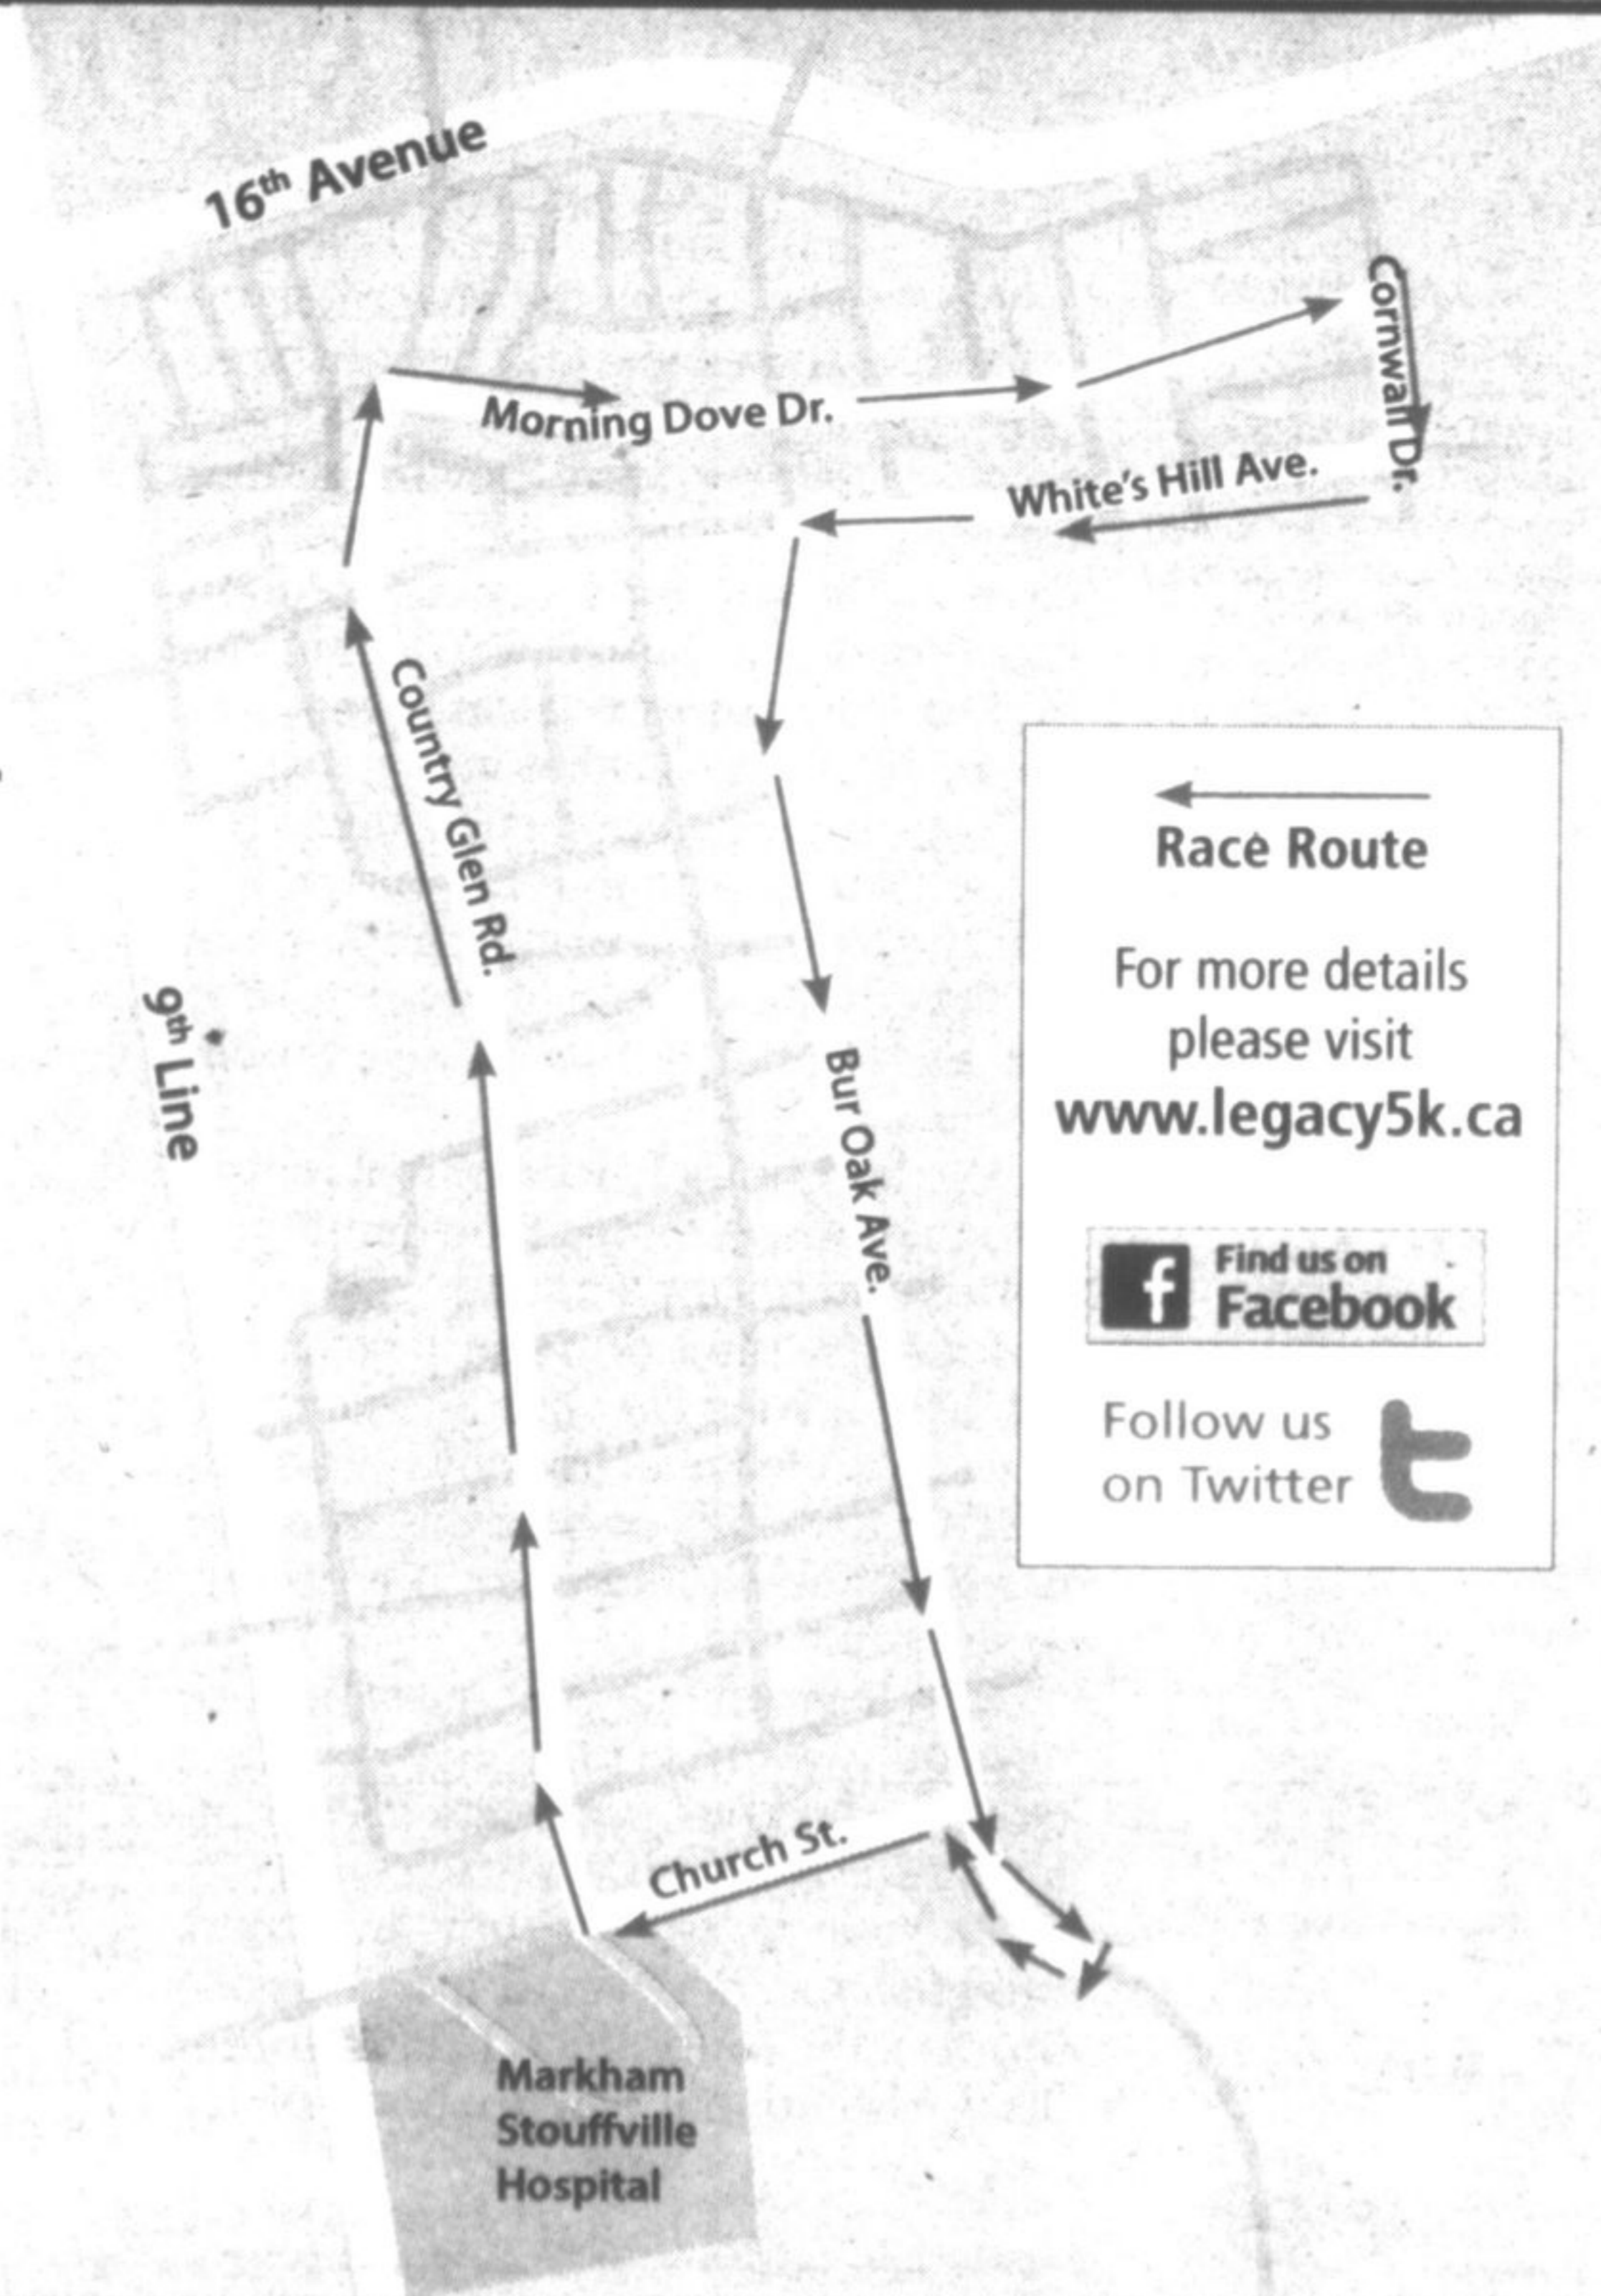 16th Avenue
Cornwall Dr.
Morning Dove Dr.
White's Hill Ave.
Country Glen Rd.
9th Line
Bur Oak Ave.
Race Route
For more details
please visit
www.legacy5k.ca
f
Find us on
Facebook
Follow us
on Twitter
t
Church St.
Markham
Stouffville
Hospital